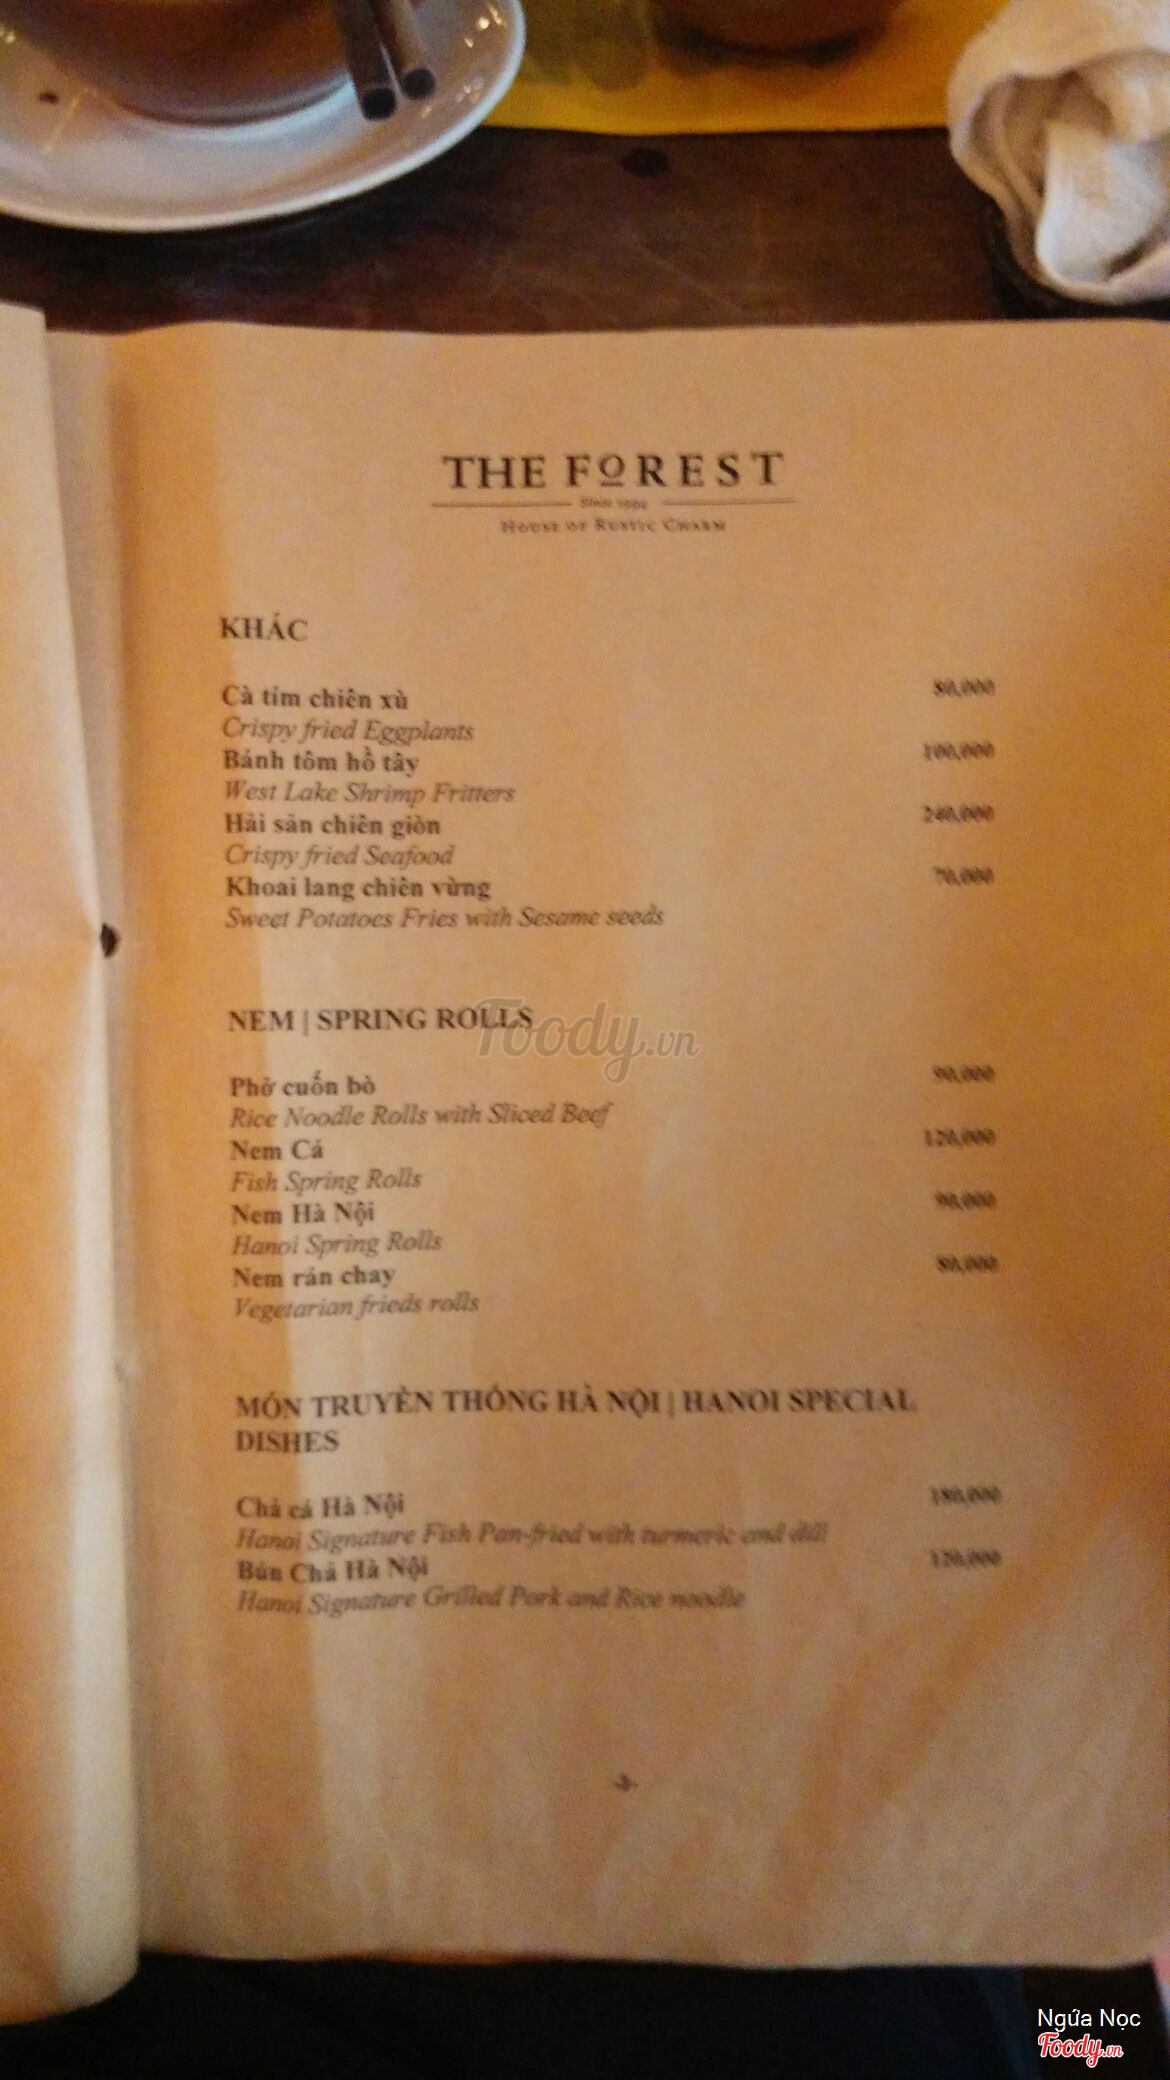 THE FOREST
Since 1994
HOUSE OF RUSTIC CHARM
KHÁC
Cà tím chiên xù 80,000
Crispy fried Eggplants
Bánh tôm hồ tây 100,000
West Lake Shrimp Fritters
Hải sản chiên giòn 240,000
Crispy fried Seafood
Khoai lang chiên vừng 70,000
Sweet Potatoes Fries with Sesame seeds
NEM | SPRING ROLLS
Phở cuốn bò 90,000
Rice Noodle Rolls with Sliced Beef
Nem Cá 120,000
Fish Spring Rolls
Nem Hà Nội 90,000
Hanoi Spring Rolls
Nem rán chay 80,000
Vegetarian frieds rolls
MÓN TRUYỀN THỐNG HÀ NỘI | HANOI SPECIAL
DISHES
Chả cá Hà Nội 180,000
Hanoi Signature Fish Pan-fried with turmeric and dill
Bún Chả Hà Nội 120,000
Hanoi Signature Grilled Pork and Rice noodle
Foody.vn
Ngứa Nọc
Foody.vn